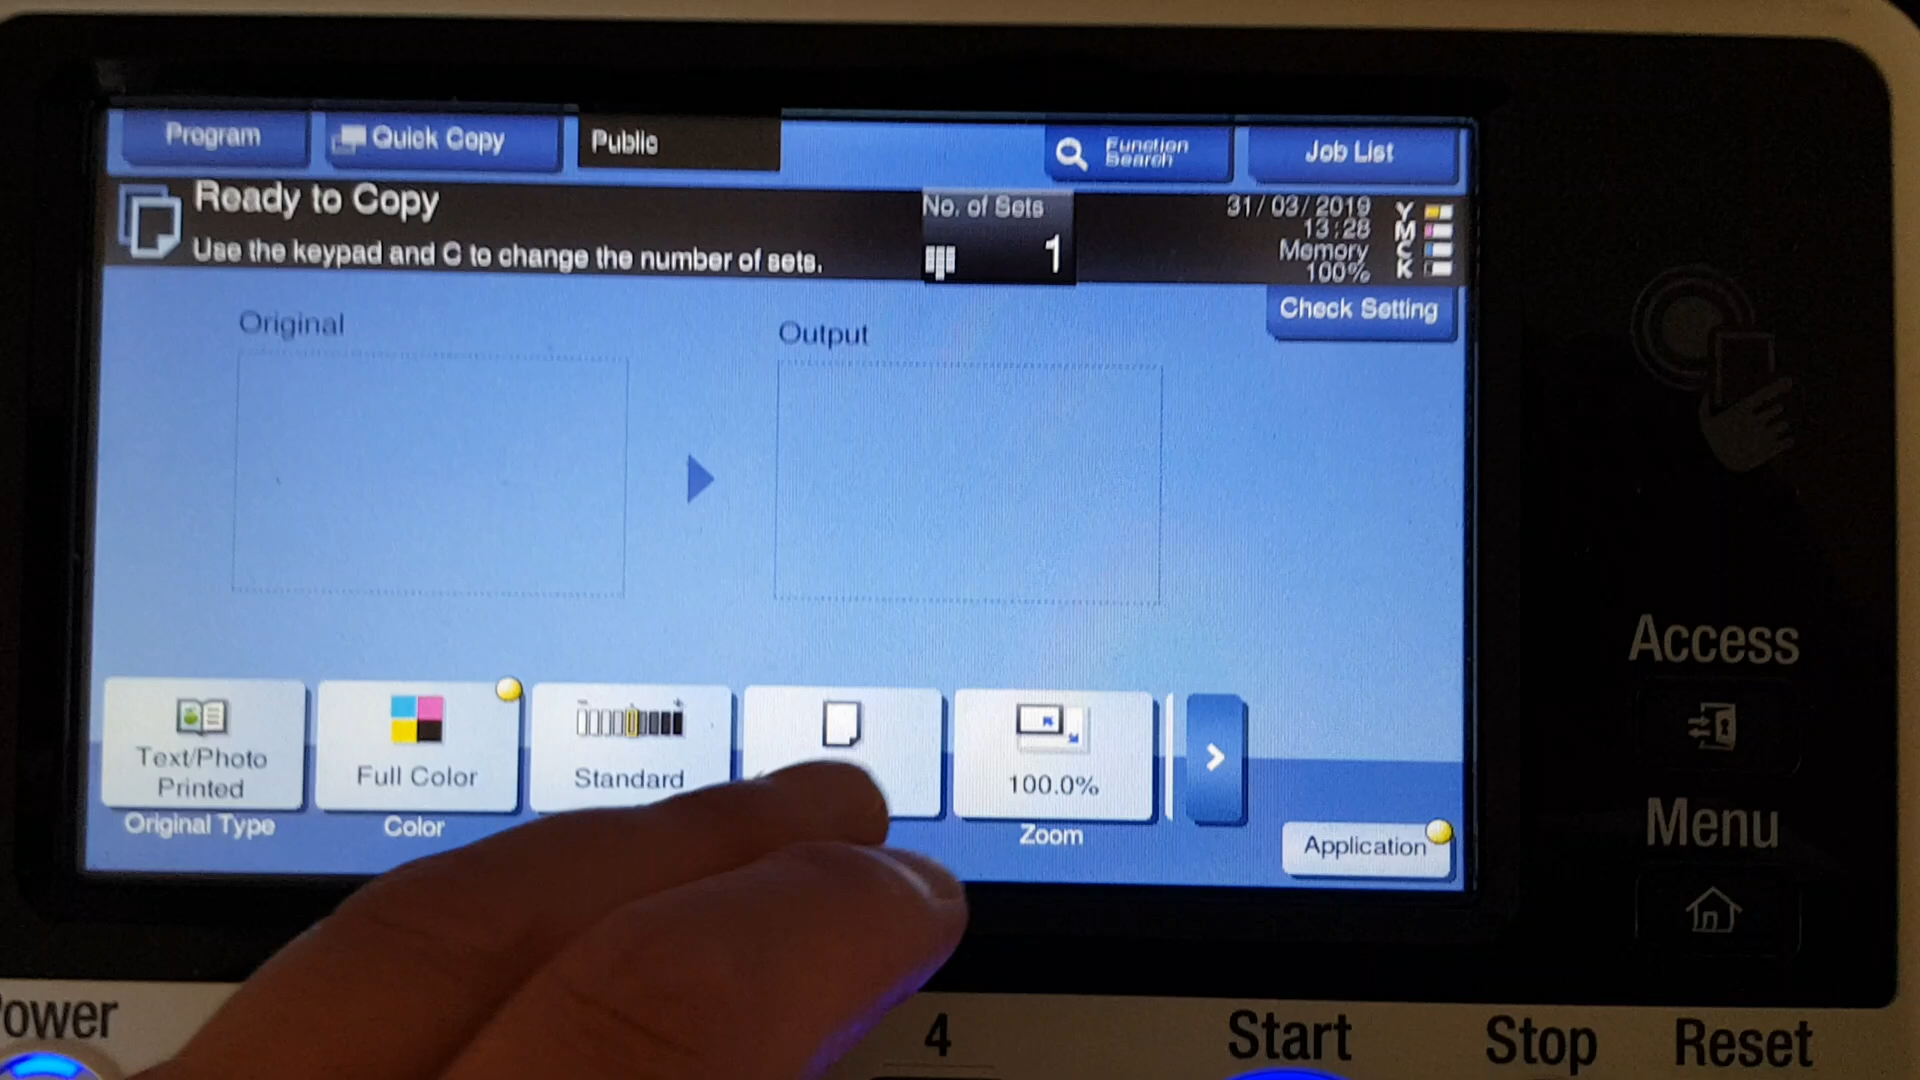 Program
Quick Copy
Public
Function
Search
Job List
Ready to Copy
Use the keypad and C to change the number of sets.
No. of Sets
1
31/03/2019
13:28
Memory
100%
Y
M
C
K
Check Setting
Original
Output
Text/Photo
Printed
Original Type
Full Color
Color
Standard
100.0%
Zoom
Application
Access
Menu
ower
4
Start
Stop
Reset